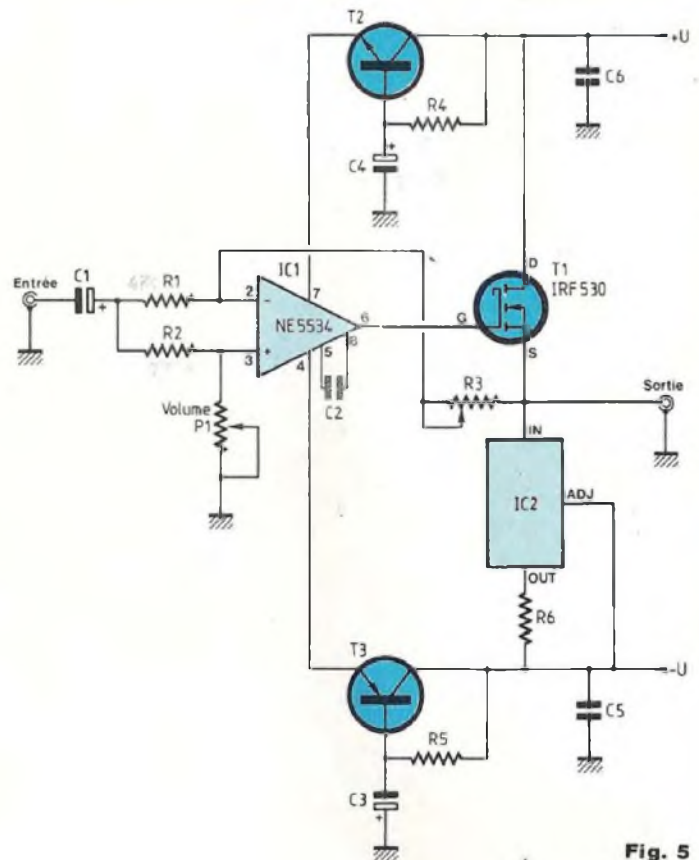 T2
+U
C6
R4
C4
IC1
Entrée
C1
R1
2
-
7
D
T1
IRF530
NE5534
6
G
R2
3
+
5
8
4
S
C2
R3
Sortie
Volume
P1
IN
IC2
ADJ
OUT
R6
T3
-U
C5
R5
C3
+
Fig. 5